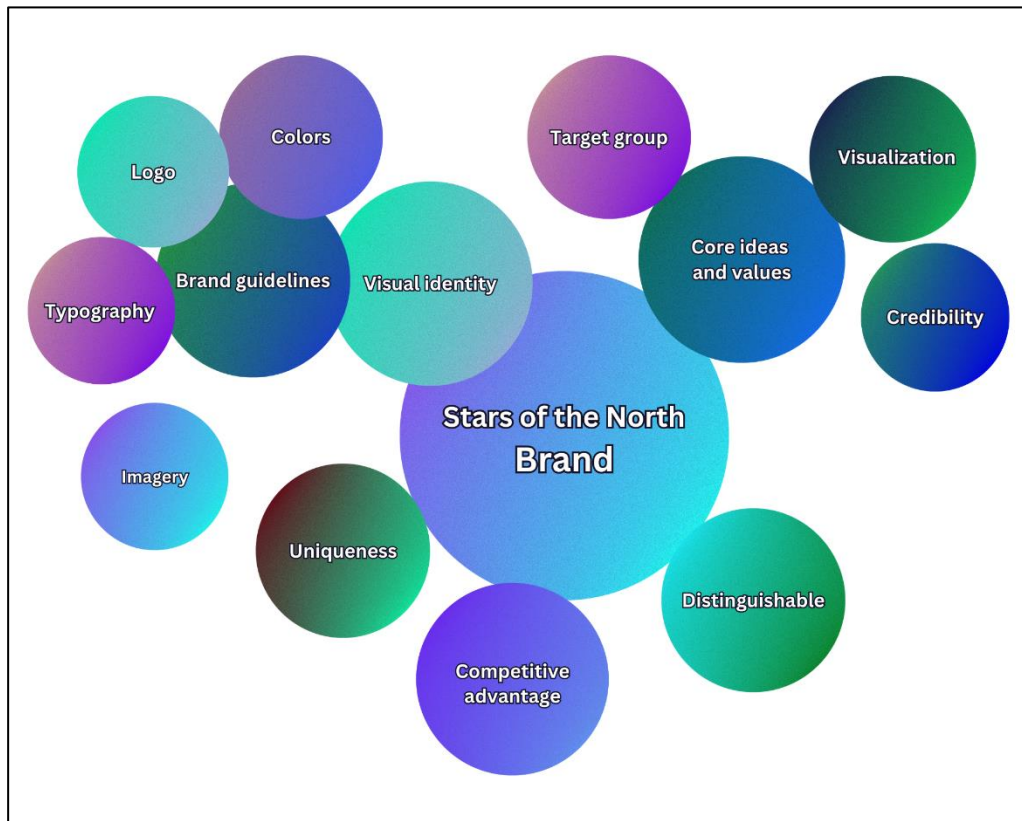 Colors
Target group
Logo
Visualization
Core ideas
and values
Brand guidelines
Visual identity
Typography
Credibility
Stars of the North
Brand
Imagery
Uniqueness
Distinguishable
Competitive
advantage